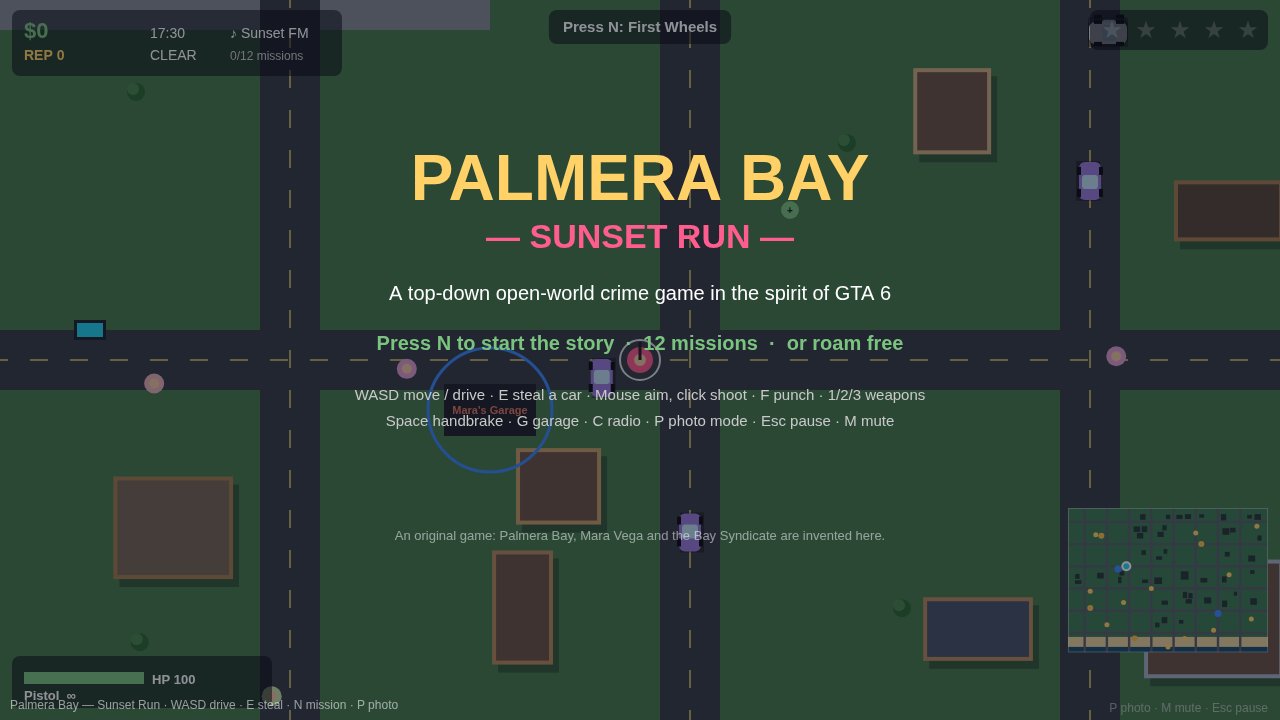 $0 17:30 ♪ Sunset FM
REP 0 CLEAR 0/12 missions
Press N: First Wheels
★ ★ ★ ★ ★
PALMERA BAY
— SUNSET RUN —
A top-down open-world crime game in the spirit of GTA 6
Press N to start the story · 12 missions · or roam free
WASD move / drive · E steal a car · Mouse aim, click shoot · F punch · 1/2/3 weapons
Mara's Garage
Space handbrake · G garage · C radio · P photo mode · Esc pause · M mute
An original game: Palmera Bay, Mara Vega and the Bay Syndicate are invented here.
HP 100
Pistol ∞
Palmera Bay — Sunset Run · WASD drive · E steal · N mission · P photo
P photo · M mute · Esc pause